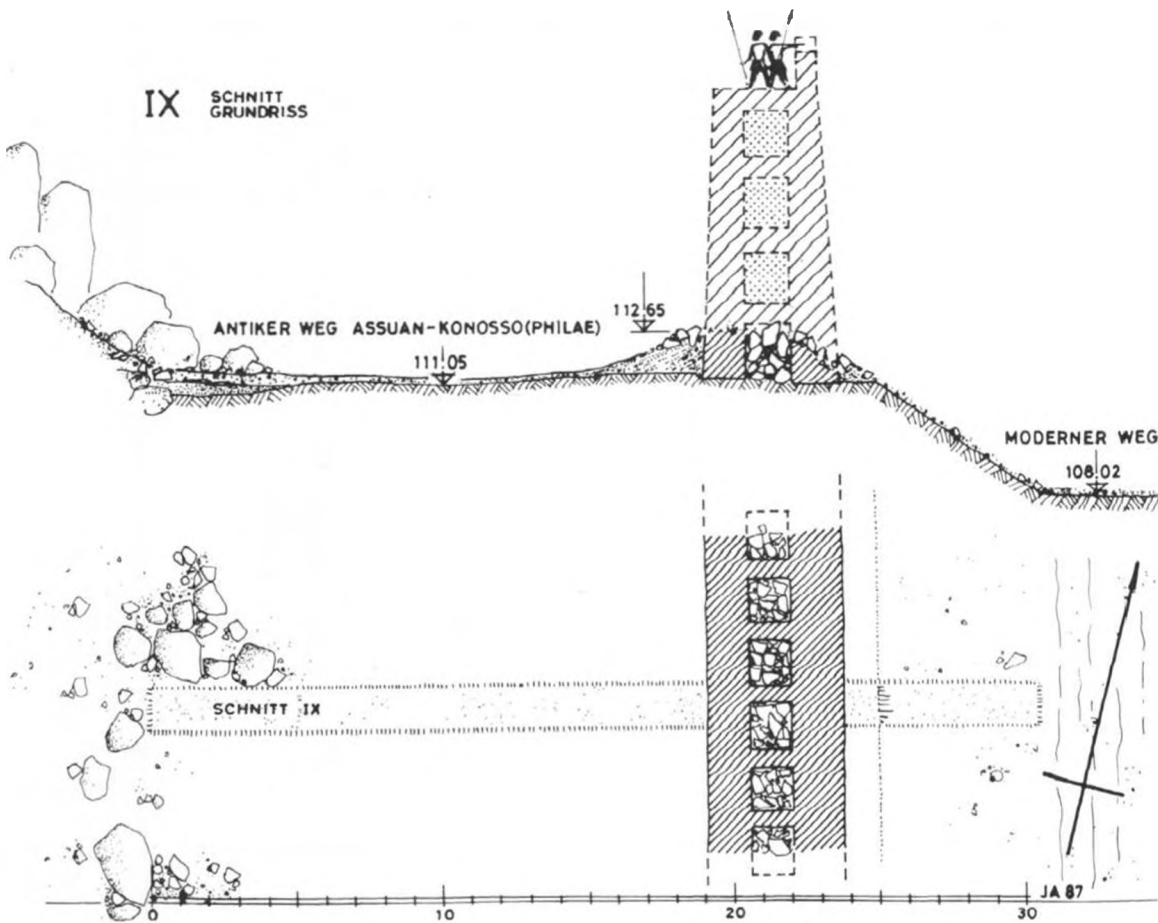 IX SCHNITT
GRUNDRISS
112.65
ANTIKER WEG ASSUAN-KONOSSO(PHILAE)
111.05
MODERNER WEG
108.02
SCHNITT IX
JA 87
0 10 20 30